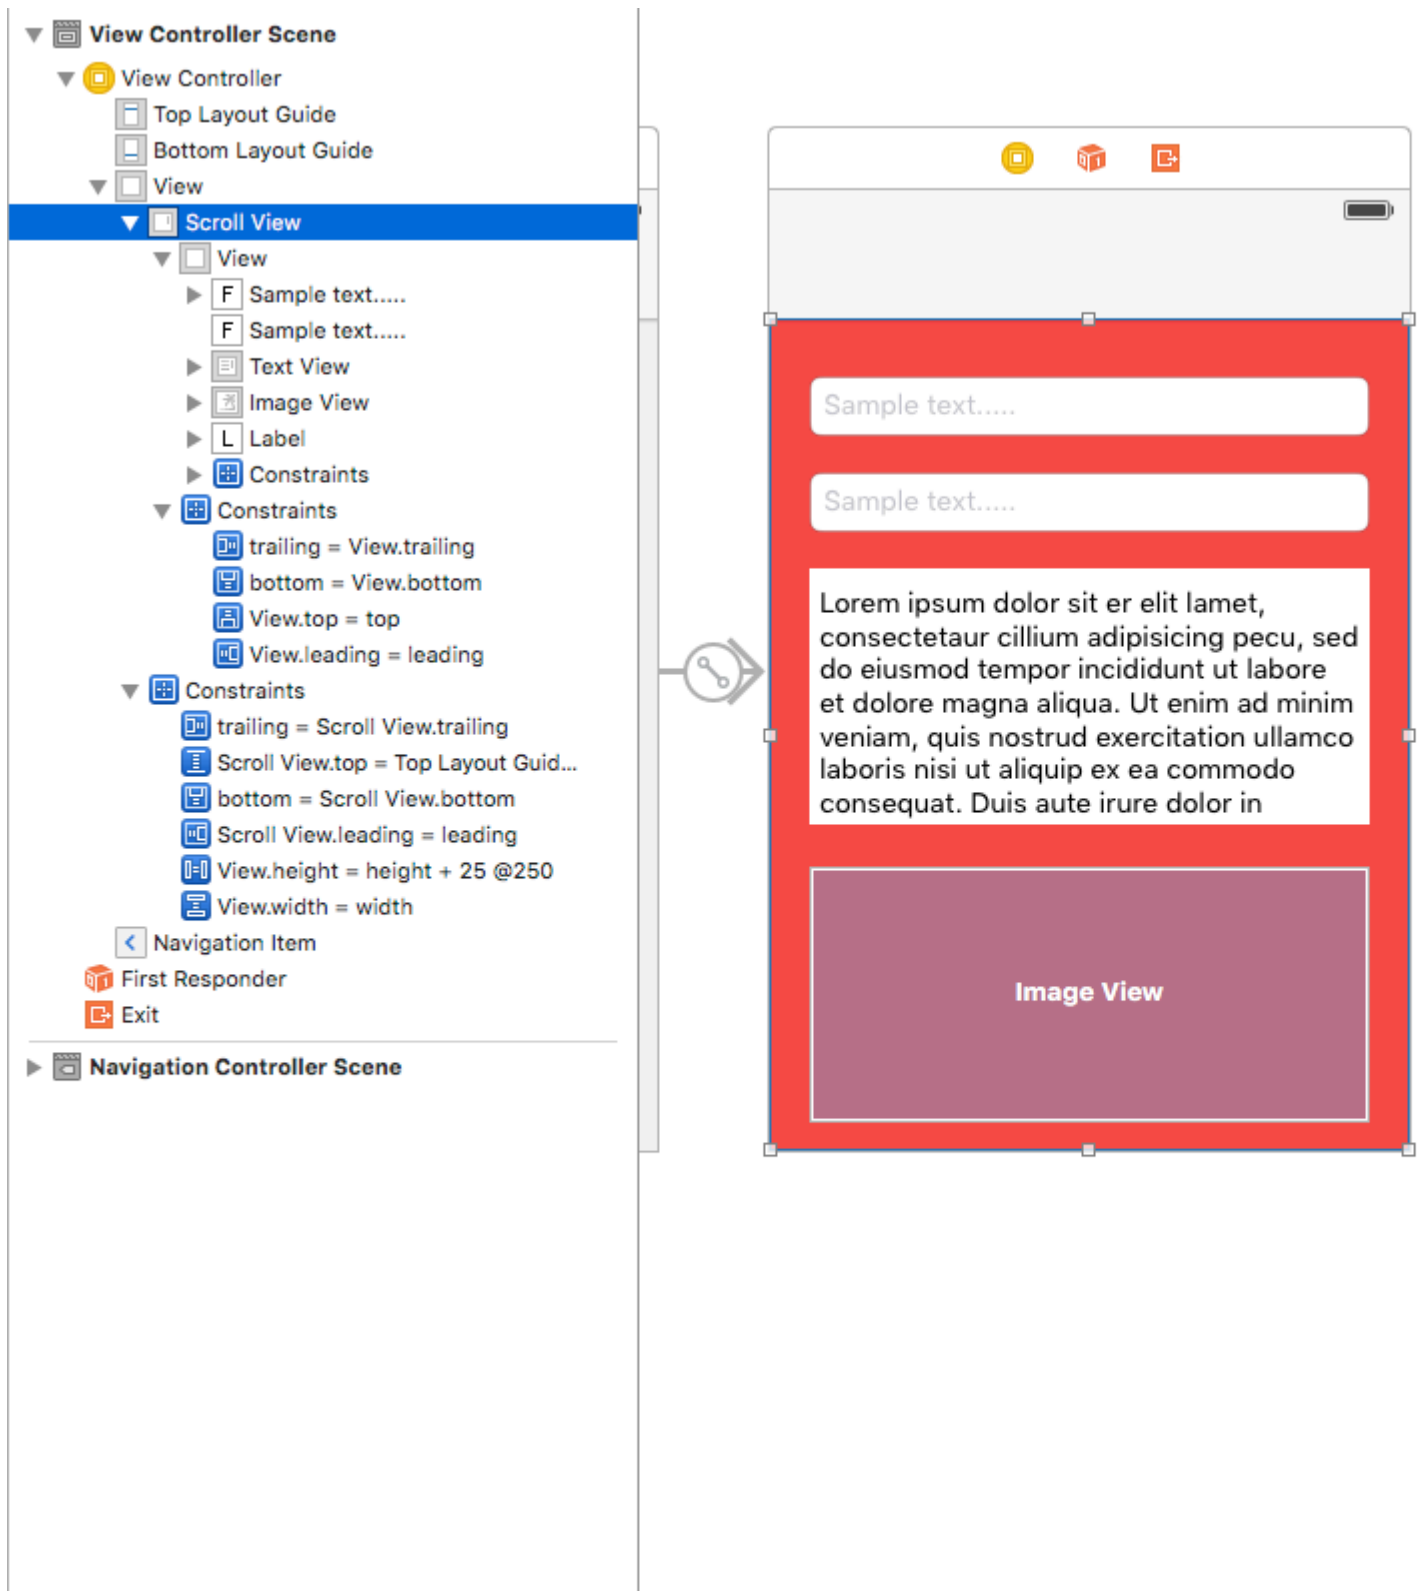 View Controller Scene
View Controller
Top Layout Guide
Bottom Layout Guide
View
Scroll View
View
F Sample text.....
F Sample text.....
Text View
Image View
L Label
Constraints
Constraints
trailing = View.trailing
bottom = View.bottom
View.top = top
View.leading = leading
Constraints
trailing = Scroll View.trailing
Scroll View.top = Top Layout Guid...
bottom = Scroll View.bottom
Scroll View.leading = leading
View.height = height + 25 @250
View.width = width
Navigation Item
First Responder
Exit
Navigation Controller Scene
Sample text.....
Sample text.....
Lorem ipsum dolor sit er elit lamet,
consectetaur cillium adipisicing pecu, sed
do eiusmod tempor incididunt ut labore
et dolore magna aliqua. Ut enim ad minim
veniam, quis nostrud exercitation ullamco
laboris nisi ut aliquip ex ea commodo
consequat. Duis aute irure dolor in
Image View